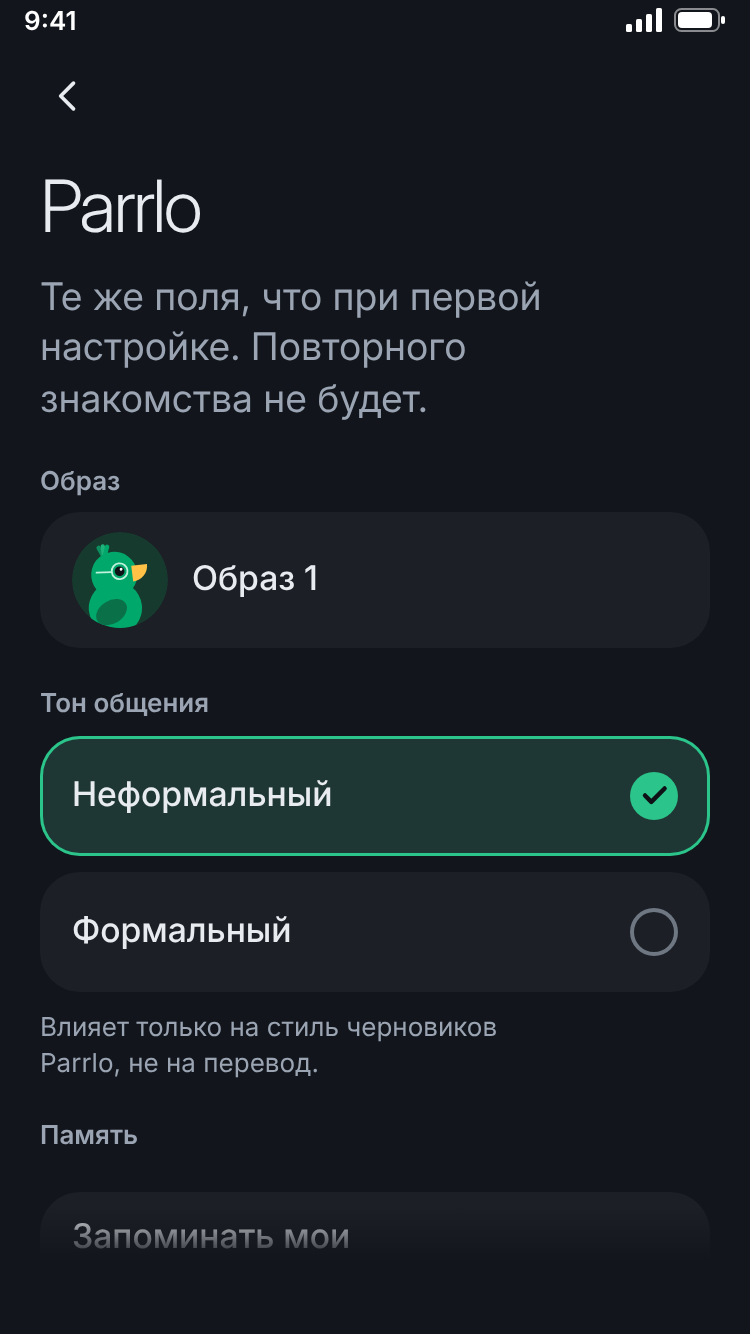 9:41
Parrlo
Те же поля, что при первой
настройке. Повторного
знакомства не будет.
Образ
Образ 1
Тон общения
Неформальный
Формальный
Влияет только на стиль черновиков
Parrlo, не на перевод.
Память
Запоминать мои